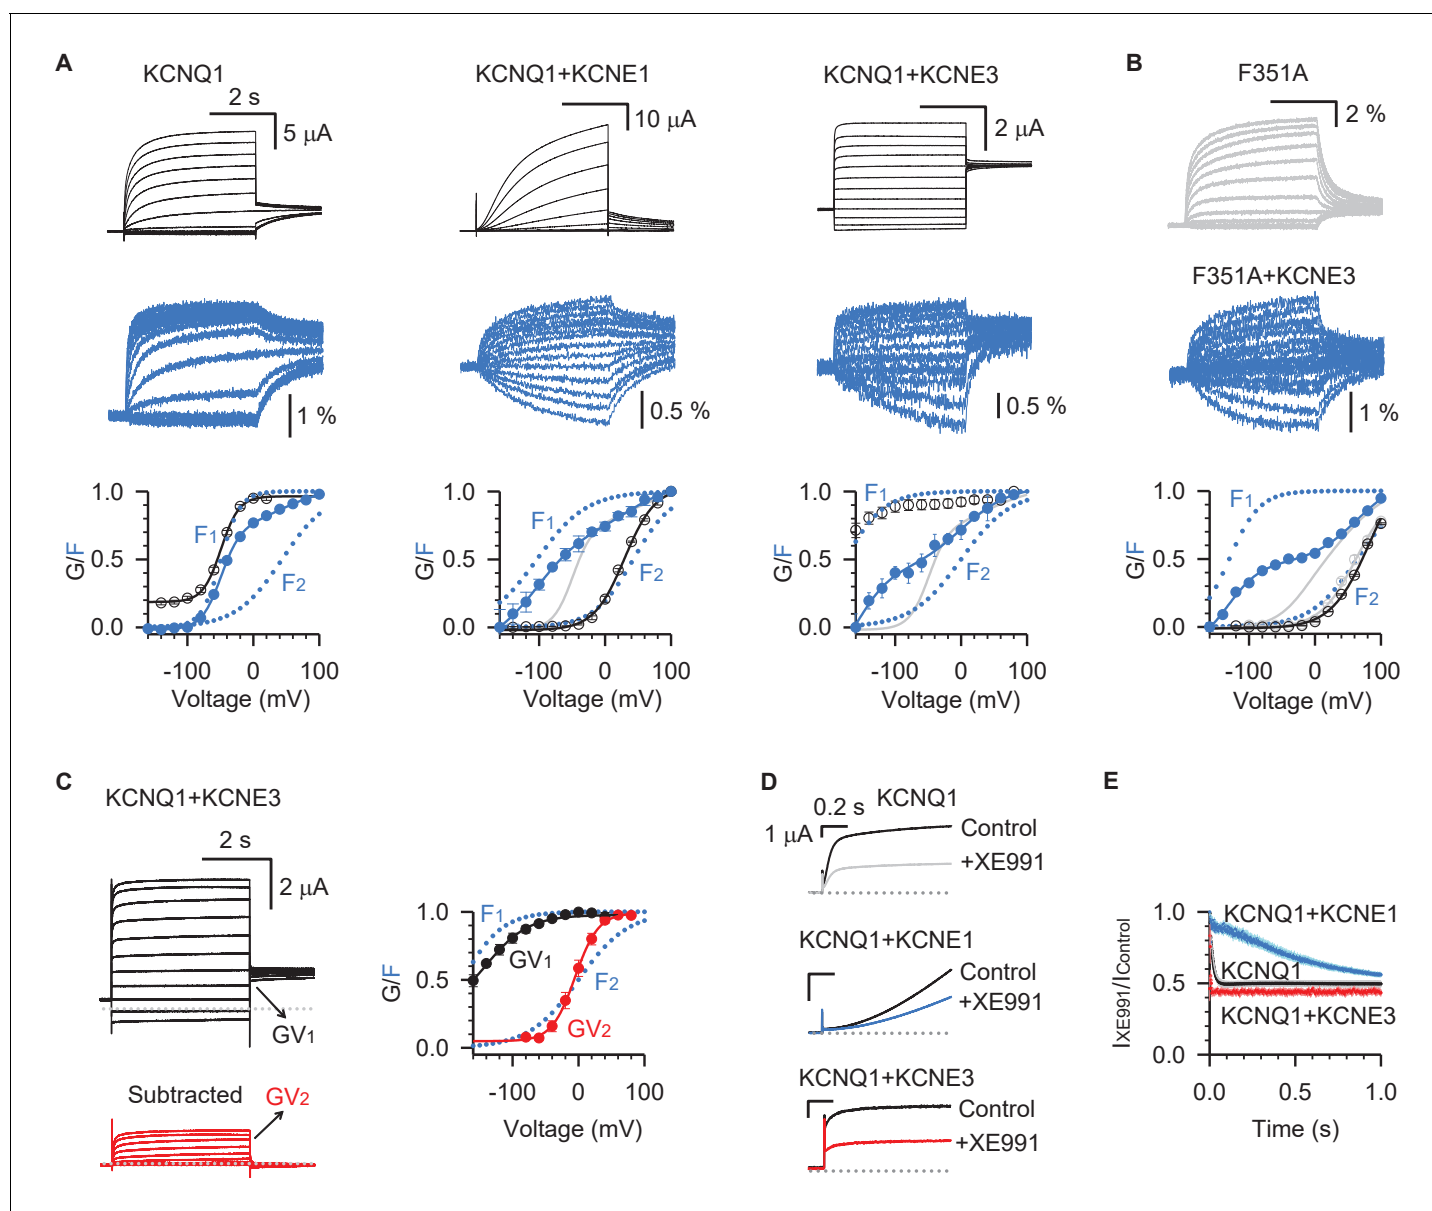 A
KCNQ1
KCNQ1+KCNE1
KCNQ1+KCNE3
B
F351A
2 s
5 μA
10 μA
2 μA
2 %
F351A+KCNE3
1 %
0.5 %
0.5 %
1 %
1.0
0.5
0.0
G/F
F1
F2
-100 0 100
Voltage (mV)
1.0
0.5
0.0
G/F
F1
F2
-100 0 100
Voltage (mV)
1.0
0.5
0.0
G/F
F1
F2
-100 0 100
Voltage (mV)
1.0
0.5
0.0
G/F
F1
F2
-100 0 100
Voltage (mV)
C
KCNQ1+KCNE3
2 s
2 μA
GV1
Subtracted
GV2
1.0
0.5
0.0
G/F
F1
GV1
F2
GV2
-100 0 100
Voltage (mV)
D
KCNQ1
0.2 s
1 μA
Control
+XE991
KCNQ1+KCNE1
Control
+XE991
KCNQ1+KCNE3
Control
+XE991
E
1.0
0.5
0.0
IXE991/IControl
KCNQ1+KCNE1
KCNQ1
KCNQ1+KCNE3
0.0 0.5 1.0
Time (s)